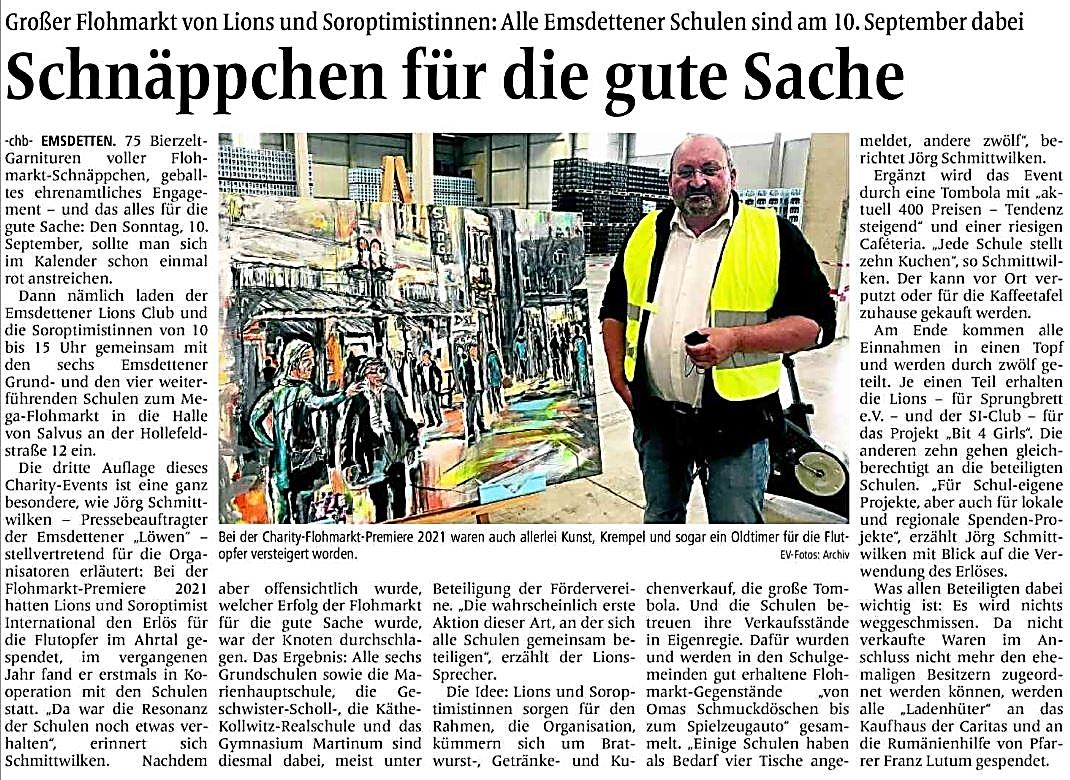 Großer Flohmarkt von Lions und Soroptimistinnen: Alle Emsdettener Schulen sind am 10. September dabei
Schnäppchen für die gute Sache
-chb- EMSDETTEN. 75 Bierzelt-
Garnituren voller Floh-
markt-Schnäppchen, geball-
tes ehrenamtliches Engage-
ment – und das alles für die
gute Sache: Den Sonntag, 10.
September, sollte man sich
im Kalender schon einmal
rot anstreichen.
Dann nämlich laden der
Emsdettener Lions Club und
die Soroptimistinnen von 10
bis 15 Uhr gemeinsam mit
den sechs Emsdettener
Grund- und den vier weiter-
führenden Schulen zum Me-
ga-Flohmarkt in die Halle
von Salvus an der Hollefeld-
straße 12 ein.
Die dritte Auflage dieses
Charity-Events ist eine ganz
besondere, wie Jörg Schmitt-
wilken – Pressebeauftragter
der Emsdettener „Löwen“ –
stellvertretend für die Orga-
nisatoren erläutert: Bei der
Flohmarkt-Premiere 2021
hatten Lions und Soroptimist
International den Erlös für
die Flutopfer im Ahrtal ge-
spendet, im vergangenen
Jahr fand er erstmals in Ko-
operation mit den Schulen
statt. „Da war die Resonanz
der Schulen noch etwas ver-
halten“, erinnert sich
Schmittwilken. Nachdem
Bei der Charity-Flohmarkt-Premiere 2021 waren auch allerlei Kunst, Krempel und sogar ein Oldtimer für die Flut-
opfer versteigert worden.
EV-Fotos: Archiv
aber offensichtlich wurde,
welcher Erfolg der Flohmarkt
für die gute Sache wurde,
war der Knoten durchschla-
gen. Das Ergebnis: Alle sechs
Grundschulen sowie die Ma-
rienhauptschule, die Ge-
schwister-Scholl-, die Käthe-
Kollwitz-Realschule und das
Gymnasium Martinum sind
diesmal dabei, meist unter
Beteiligung der Förderverei-
ne. „Die wahrscheinlich erste
Aktion dieser Art, an der sich
alle Schulen gemeinsam be-
teiligen“, erzählt der Lions-
Sprecher.
Die Idee: Lions und Sorop-
timistinnen sorgen für den
Rahmen, die Organisation,
kümmern sich um Brat-
wurst-, Getränke- und Ku-
chenverkauf, die große Tom-
bola. Und die Schulen be-
treuen ihre Verkaufsstände
in Eigenregie. Dafür wurden
und werden in den Schulge-
meinden gut erhaltene Floh-
markt-Gegenstände „von
Omas Schmuckdöschen bis
zum Spielzeugauto“ gesam-
melt. „Einige Schulen haben
als Bedarf vier Tische ange-
meldet, andere zwölf“, be-
richtet Jörg Schmittwilken.
Ergänzt wird das Event
durch eine Tombola mit „ak-
tuell 400 Preisen – Tendenz
steigend“ und einer riesigen
Caféteria. „Jede Schule stellt
zehn Kuchen“, so Schmittwil-
ken. Der kann vor Ort ver-
putzt oder für die Kaffeetafel
zuhause gekauft werden.
Am Ende kommen alle
Einnahmen in einen Topf
und werden durch zwölf ge-
teilt. Je einen Teil erhalten
die Lions – für Sprungbrett
e.V. – und der SI-Club – für
das Projekt „Bit 4 Girls“. Die
anderen zehn gehen gleich-
berechtigt an die beteiligten
Schulen. „Für Schul-eigene
Projekte, aber auch für lokale
und regionale Spenden-Pro-
jekte“, erzählt Jörg Schmitt-
wilken mit Blick auf die Ver-
wendung des Erlöses.
Was allen Beteiligten dabei
wichtig ist: Es wird nichts
weggeschmissen. Da nicht
verkaufte Waren im An-
schluss nicht mehr den ehe-
maligen Besitzern zugeord-
net werden können, werden
alle „Ladenhüter“ an das
Kaufhaus der Caritas und an
die Rumänienhilfe von Pfar-
rer Franz Lutum gespendet.